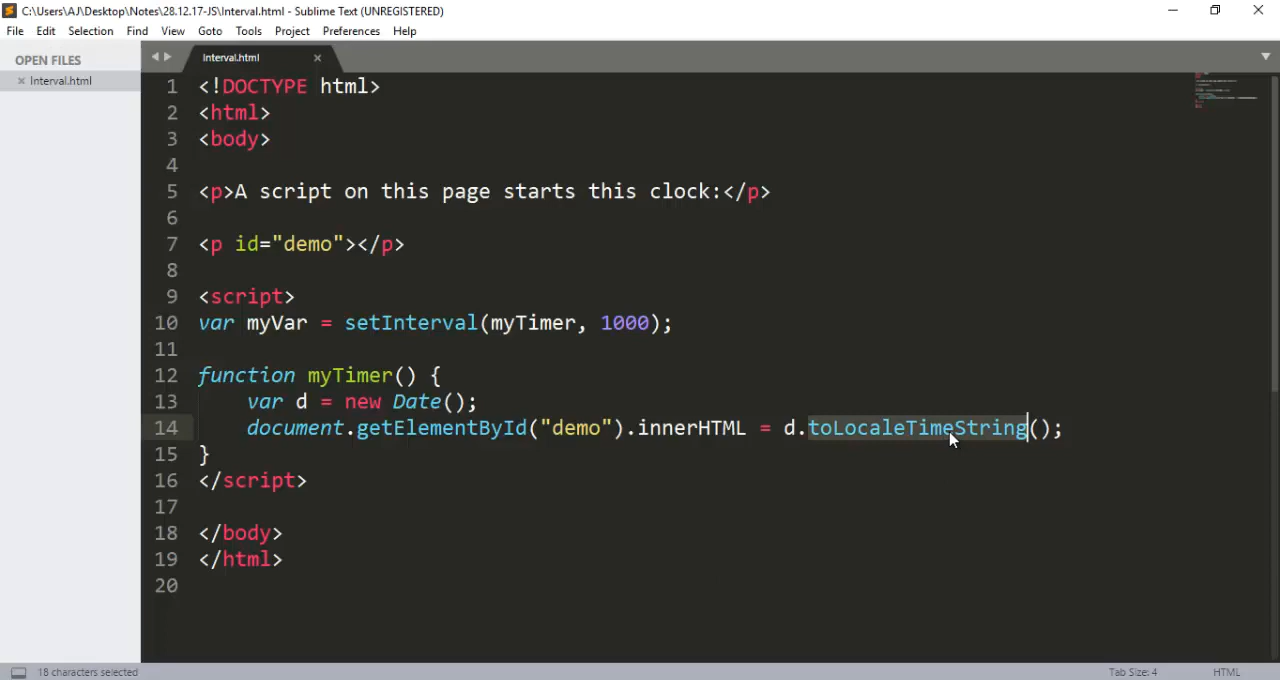 C:\Users\AJ\Desktop\Notes\28.12.17-JS\Interval.html - Sublime Text (UNREGISTERED)
File Edit Selection Find View Goto Tools Project Preferences Help
OPEN FILES
Interval.html
Interval.html
1 <!DOCTYPE html>
2 <html>
3 <body>
4
5 <p>A script on this page starts this clock:</p>
6
7 <p id="demo"></p>
8
9 <script>
10 var myVar = setInterval(myTimer, 1000);
11
12 function myTimer() {
13     var d = new Date();
14     document.getElementById("demo").innerHTML = d.toLocaleTimeString();
15 }
16 </script>
17
18 </body>
19 </html>
20
18 characters selected Tab Size: 4 HTML